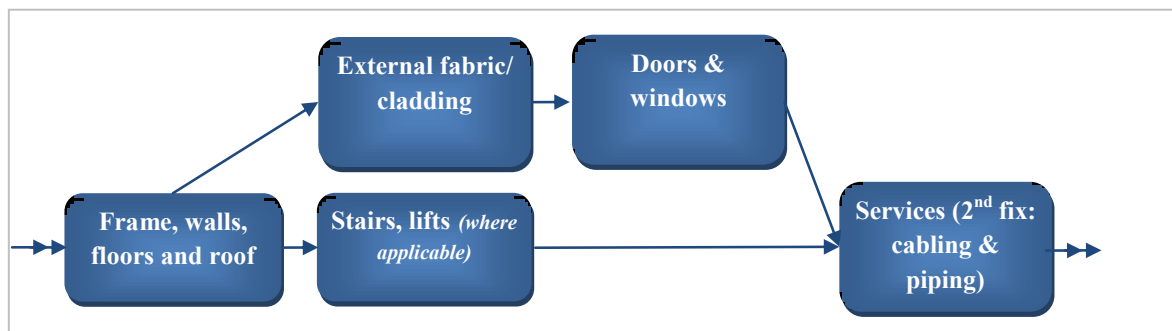 External fabric/
cladding
Doors &
windows
Frame, walls,
floors and roof
Stairs, lifts (where
applicable)
Services (2nd fix:
cabling &
piping)